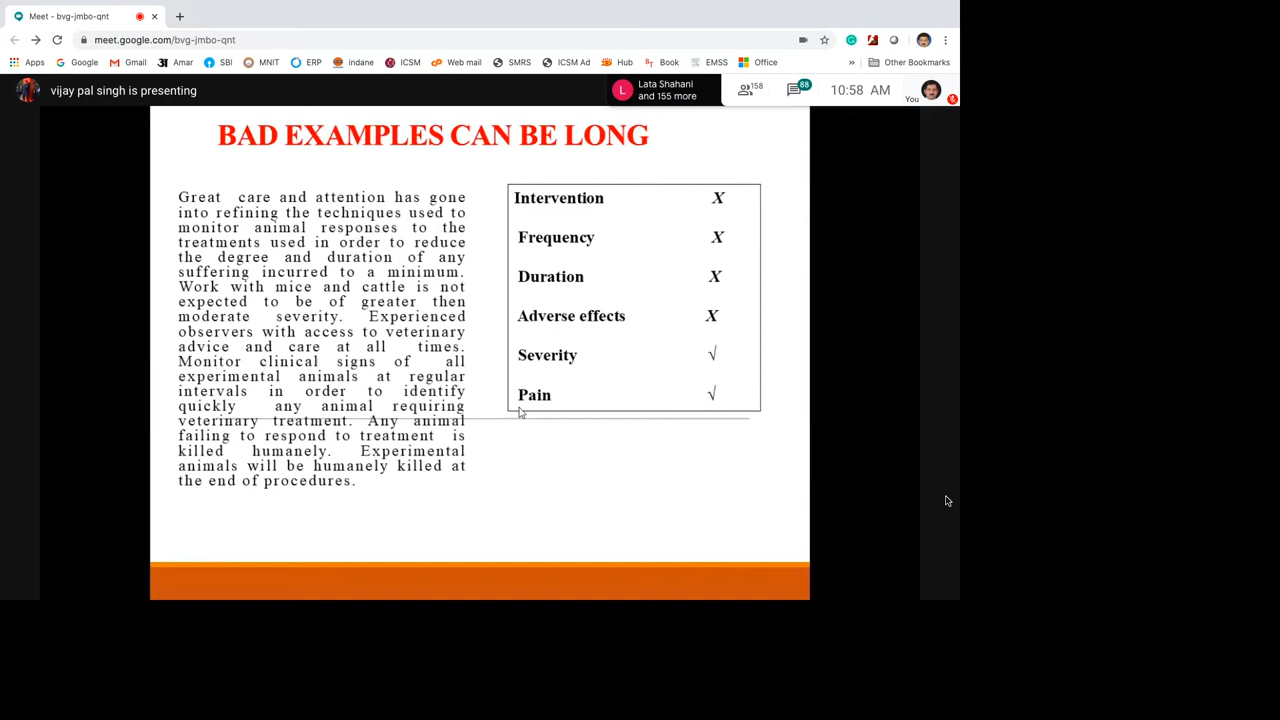 Meet - bvg-jmbo-qnt
meet.google.com/bvg-jmbo-qnt
Apps Google Gmail Amar SBI MNIT ERP indane ICSM Web mail SMRS ICSM Ad Hub Book EMSS Office » Other Bookmarks
vijay pal singh is presenting
Lata Shahani
and 155 more
158
88
10:58 AM
You
L
BAD EXAMPLES CAN BE LONG
Great care and attention has gone
into refining the techniques used to
monitor animal responses to the
treatments used in order to reduce
the degree and duration of any
suffering incurred to a minimum.
Work with mice and cattle is not
expected to be of greater then
moderate severity. Experienced
observers with access to veterinary
advice and care at all times.
Monitor clinical signs of all
experimental animals at regular
intervals in order to identify
quickly any animal requiring
veterinary treatment. Any animal
failing to respond to treatment is
killed humanely. Experimental
animals will be humanely killed at
the end of procedures.
Intervention X
Frequency X
Duration X
Adverse effects X
Severity √
Pain √